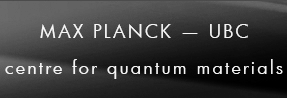 MAX PLANCK — UBC
centre for quantum materials